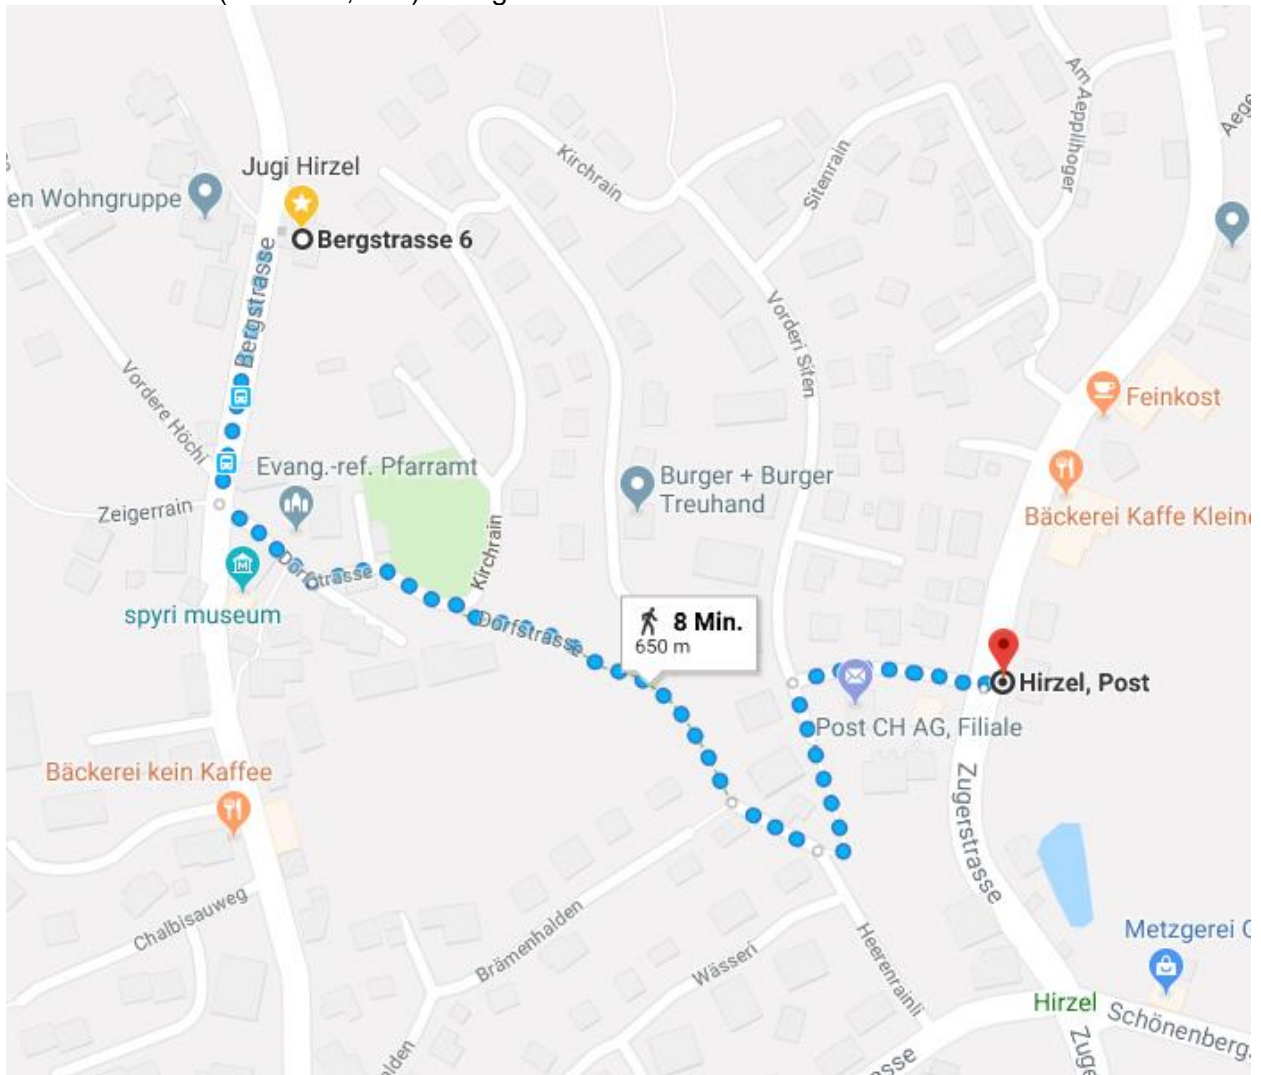 Am Aepplihoger
Kirchrain
Sitenrain
Jugi Hirzel
en Wohngruppe
Bergstrasse 6
Bergstrasse
Vorderi Siten
Vordere Höchi
Feinkost
Evang.-ref. Pfarramt
Burger + Burger
Treuhand
Zeigerrain
Bäckerei Kaffe Kleine
Kirchrain
Dorfstrasse
spyri museum
Dorfstrasse
8 Min.
650 m
Hirzel, Post
Post CH AG, Filiale
Bäckerei kein Kaffee
Zugerstrasse
Chalbisauweg
Brämenhalden
Wässeri
Heerenrainli
Metzgerei
Hirzel
Schönenberg